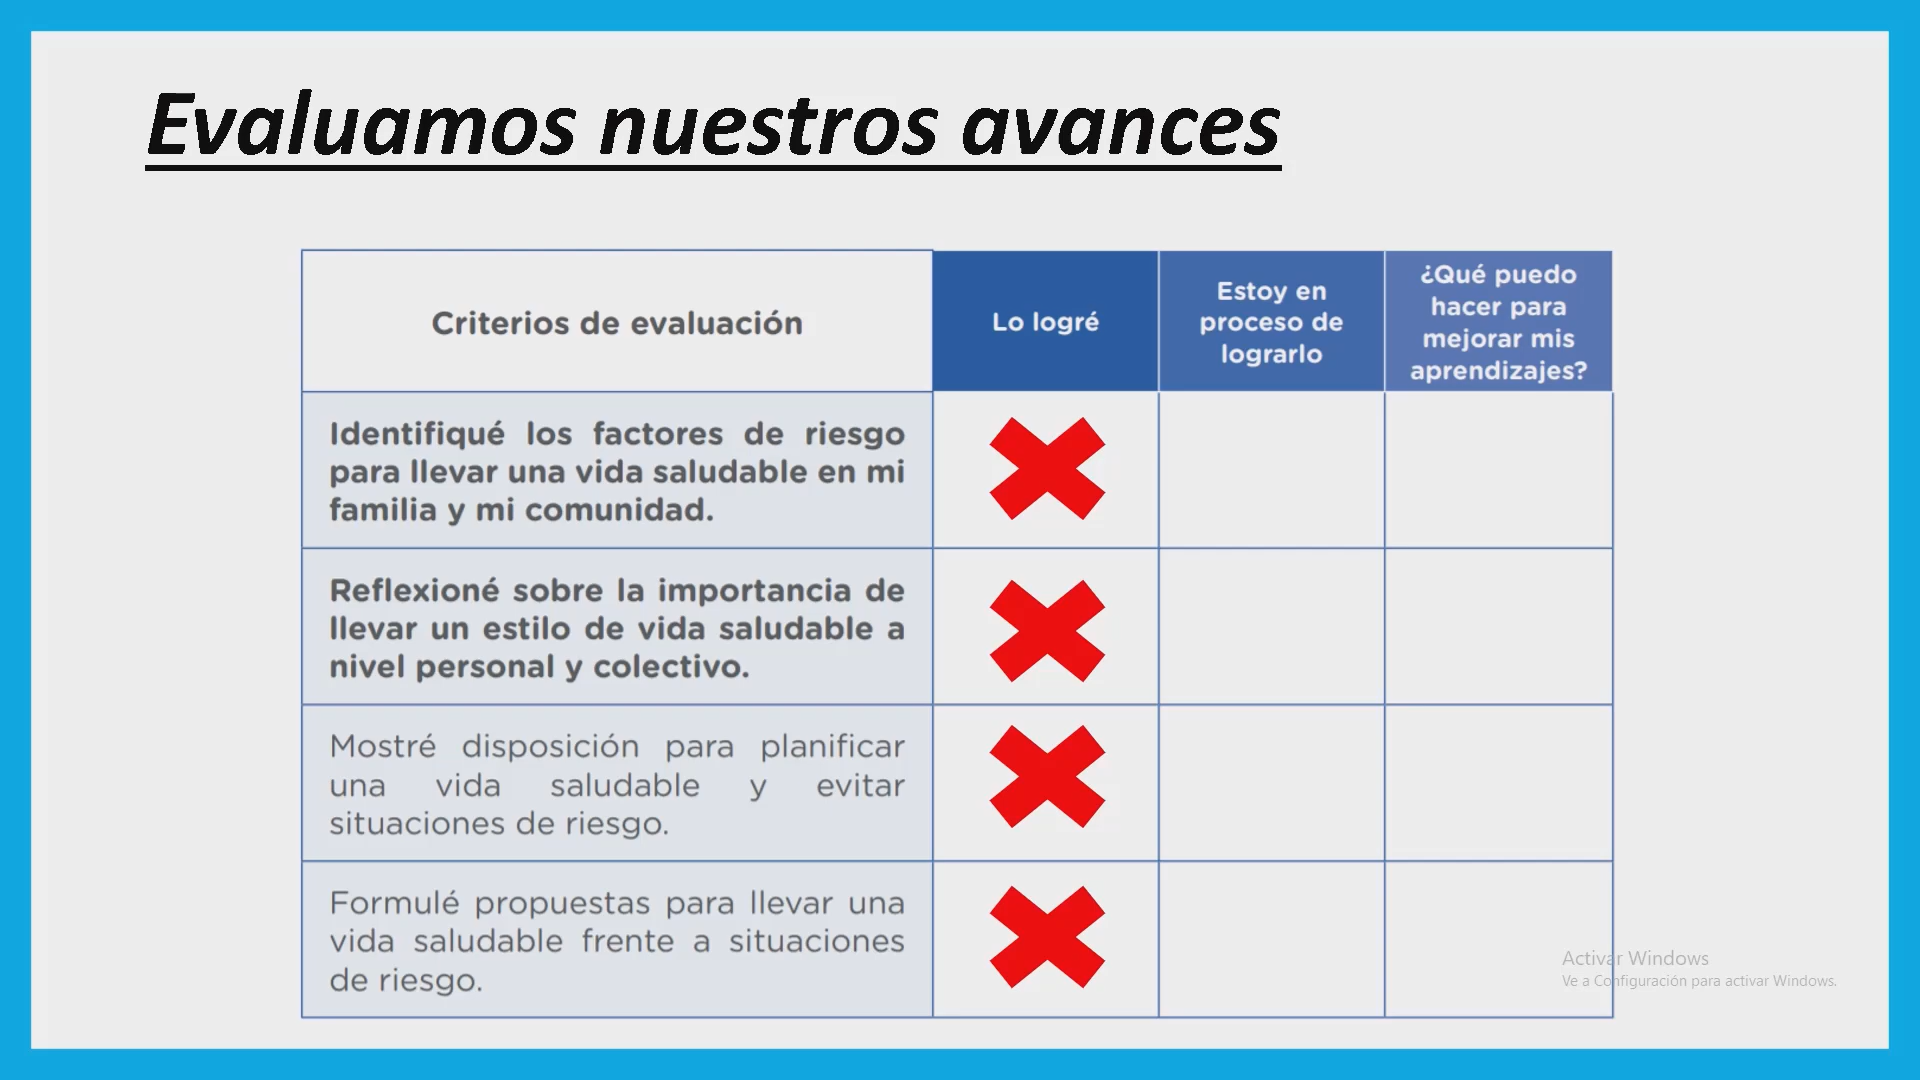 Evaluamos nuestros avances
Criterios de evaluación
Lo logré
Estoy en
proceso de
lograrlo
¿Qué puedo
hacer para
mejorar mis
aprendizajes?
Identifiqué los factores de riesgo
para llevar una vida saludable en mi
familia y mi comunidad.
Reflexioné sobre la importancia de
llevar un estilo de vida saludable a
nivel personal y colectivo.
Mostré disposición para planificar
una vida saludable y evitar
situaciones de riesgo.
Formulé propuestas para llevar una
vida saludable frente a situaciones
de riesgo.
Activar Windows
Ve a Configuración para activar Windows.